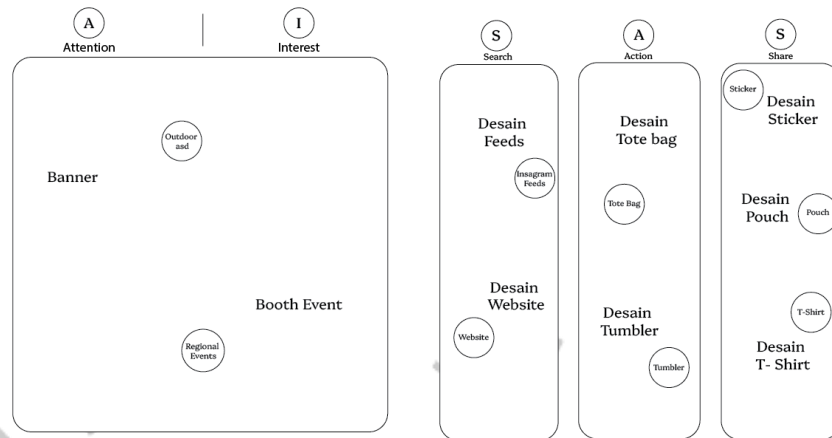 A
Attention
I
Interest
Outdoor
asd
Banner
Booth Event
Regional
Events
S
Search
Desain
Feeds
Insagram
Feeds
Desain
Website
Website
A
Action
Desain
Tote bag
Tote Bag
Desain
Tumbler
Tumbler
S
Share
Sticker
Desain
Sticker
Desain
Pouch
Pouch
T-Shirt
Desain
T- Shirt